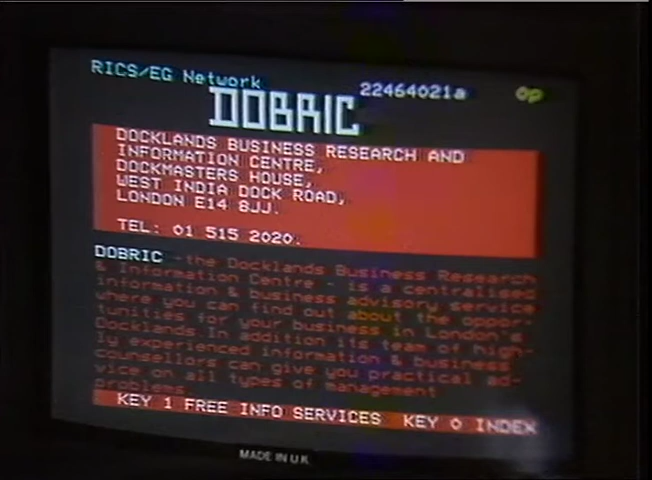 RICS/EG Network 22464021a 0p
DOBRIC
DOCKLANDS BUSINESS RESEARCH AND
INFORMATION CENTRE,
DOCKMASTERS HOUSE,
WEST INDIA DOCK ROAD,
LONDON E14 8JJ.
TEL: 01 515 2020.
DOBRIC -the Docklands Business Research
& Information Centre - is a centralised
information & business advisory service
where you can find out about the oppor-
tunities for your business in London's
Docklands In addition its team of high-
ly experienced information & business
counsellors can give you practical ad-
vice on all types of management
problems
KEY 1 FREE INFO SERVICES KEY 0 INDEX
MADE IN U.K